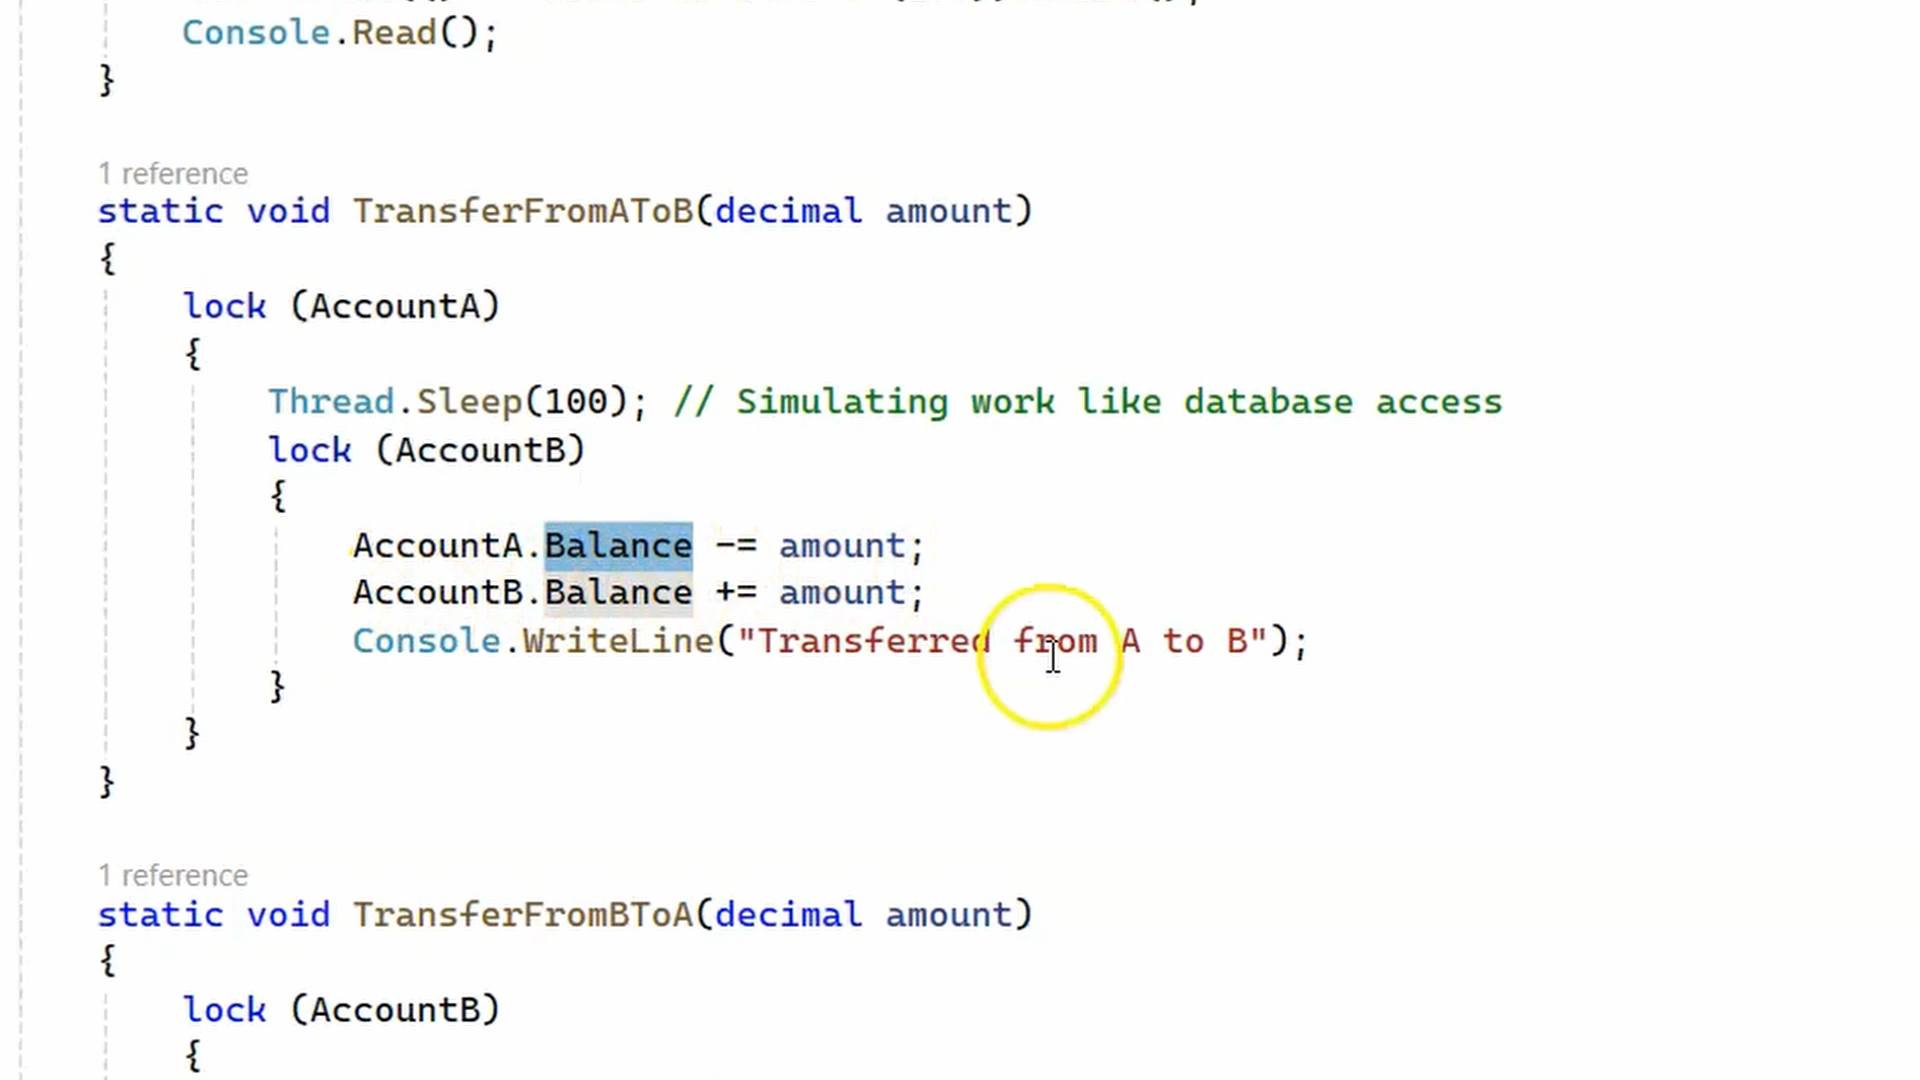 Console.Read();
}
1 reference
static void TransferFromAToB(decimal amount)
{
lock (AccountA)
{
Thread.Sleep(100); // Simulating work like database access
lock (AccountB)
{
AccountA.Balance -= amount;
AccountB.Balance += amount;
Console.WriteLine("Transferred from A to B");
}
}
}
1 reference
static void TransferFromBToA(decimal amount)
{
lock (AccountB)
{